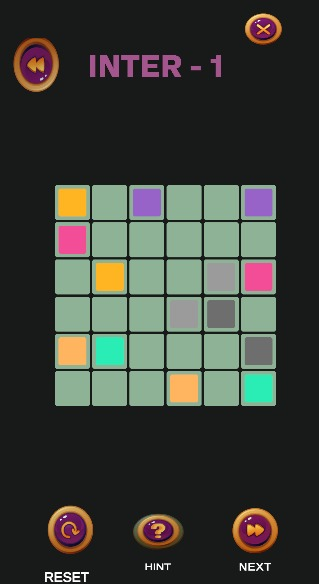 INTER - 1
RESET
HINT
NEXT